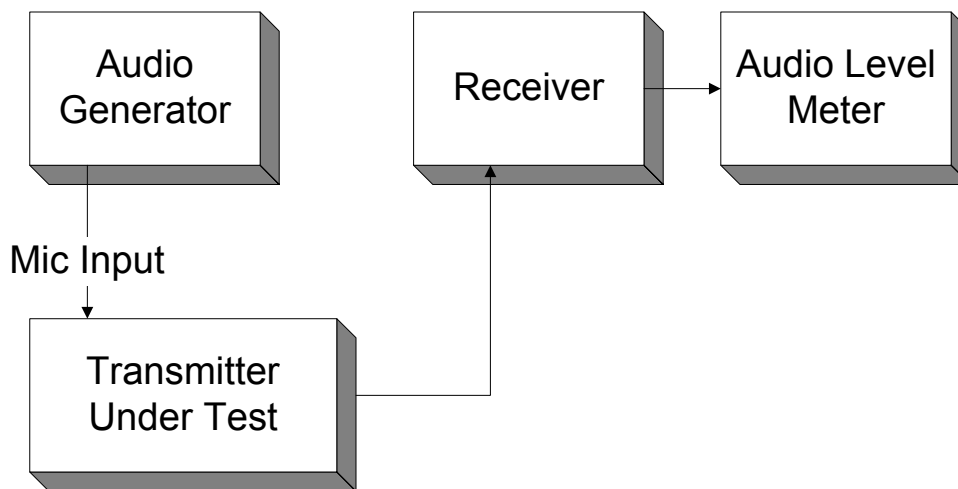 Audio
Generator
Receiver
Audio Level
Meter
Mic Input
Transmitter
Under Test